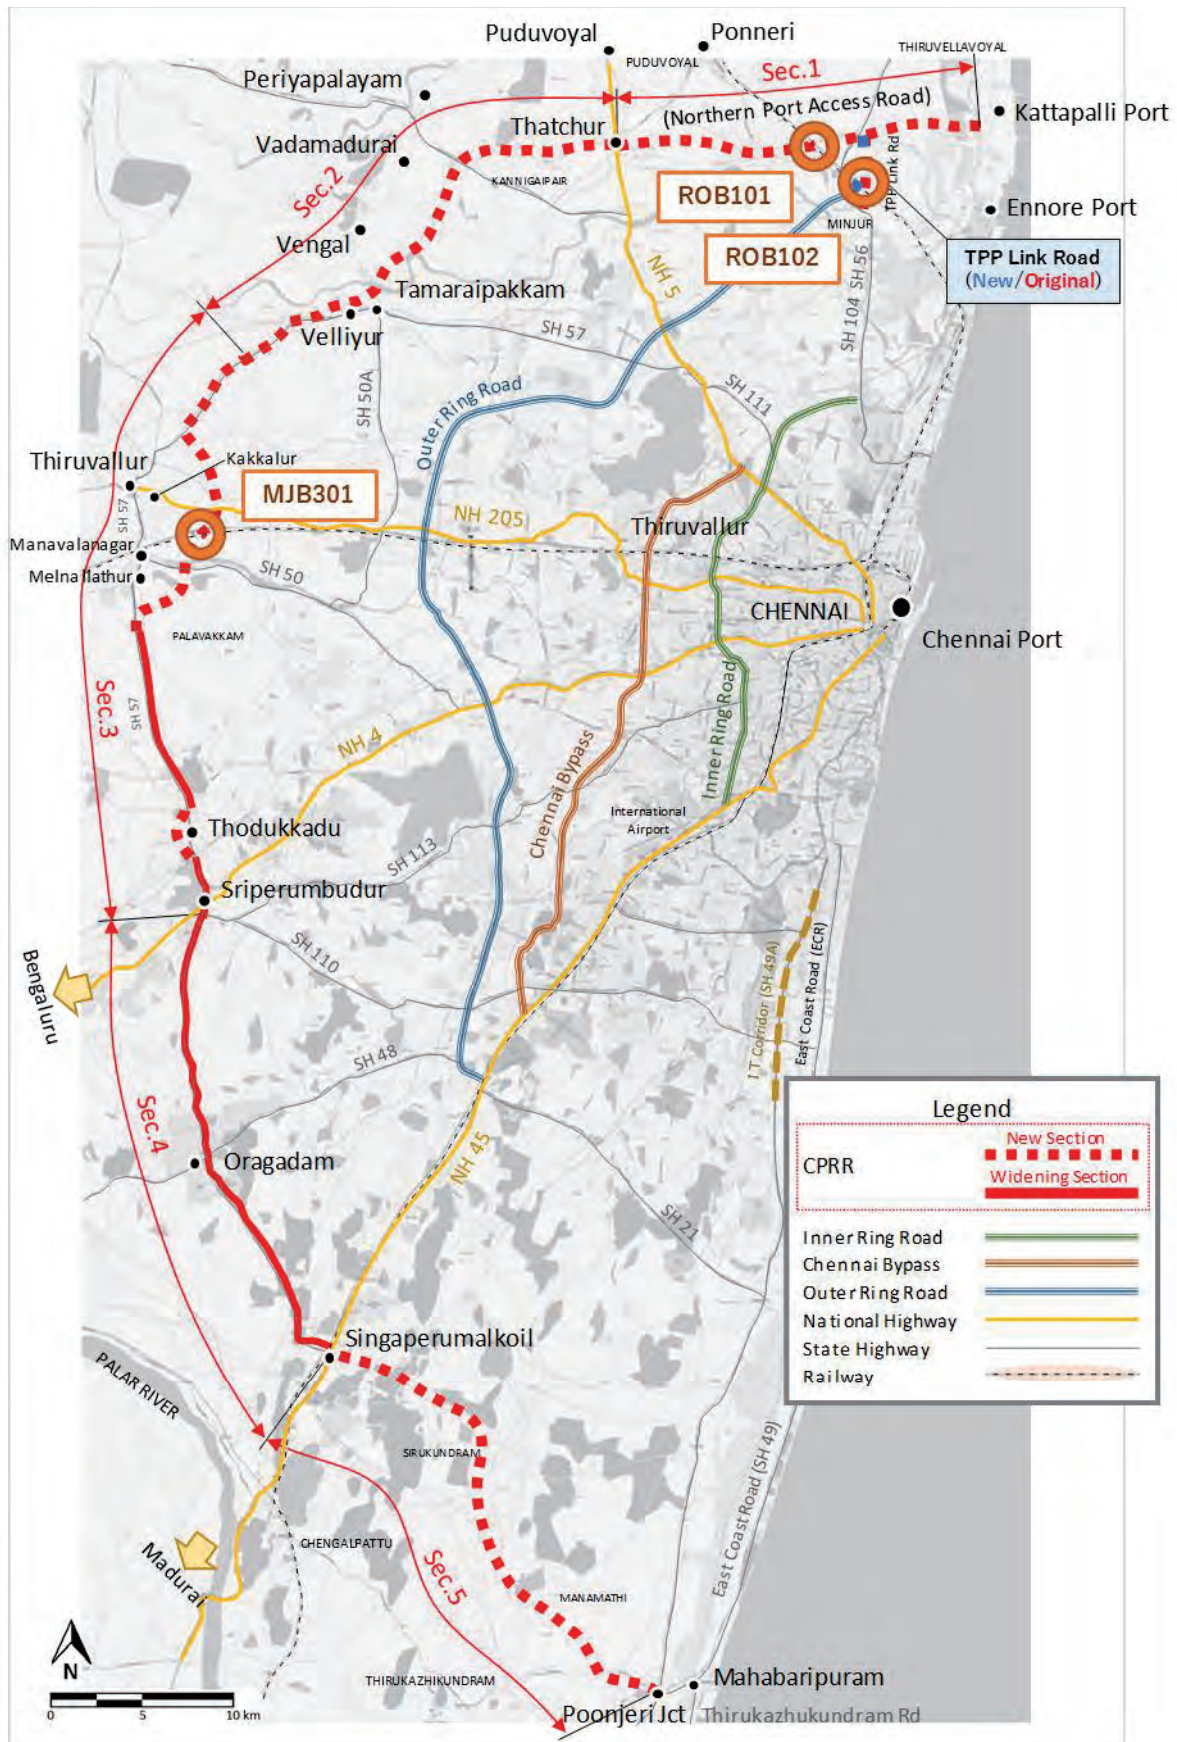 Puduvoyal
Ponneri
PUDUVOYAL
THIRUVELLAVOYAL
Sec.1
Periyapalayam
(Northern Port Access Road)
Kattapalli Port
Thatchur
Vadamadurai
TPP Link Rd
KANNIGAIPAIR
ROB101
Sec.2
Ennore Port
MINJUR
Vengal
ROB102
TPP Link Road
(New/Original)
NH 5
SH 56
Tamaraipakkam
SH 104
Velliyur
SH 57
SH 50A
SH 111
Outer Ring Road
Thiruvallur
Kakkalur
MJB301
SH 57
NH 205
Thiruvallur
Manavalanagar
Melnallathur
SH 50
CHENNAI
Chennai Port
PALAVAKKAM
Sec.3
SH 57
Inner Ring Road
NH 4
Chennai Bypass
International
Airport
Thodukkadu
SH 113
Sriperumbudur
SH 110
East Coast Road (ECR)
I T Corridor (SH 49A)
Bengaluru
SH 48
Sec.4
Oragadam
NH 45
SH 21
Legend
CPRR
New Section
Widening Section
Inner Ring Road
Chennai Bypass
Outer Ring Road
National Highway
State Highway
Railway
Singaperumalkoil
PALAR RIVER
SIRUKUNDRAM
East Coast Road (SH 49)
CHENGALPATTU
Sec.5
Madurai
MANAMATHI
N
THIRUKAZHIKUNDRAM
Mahabaripuram
Poonjeri Jct
Thirukazhukundram Rd
0 5 10 km